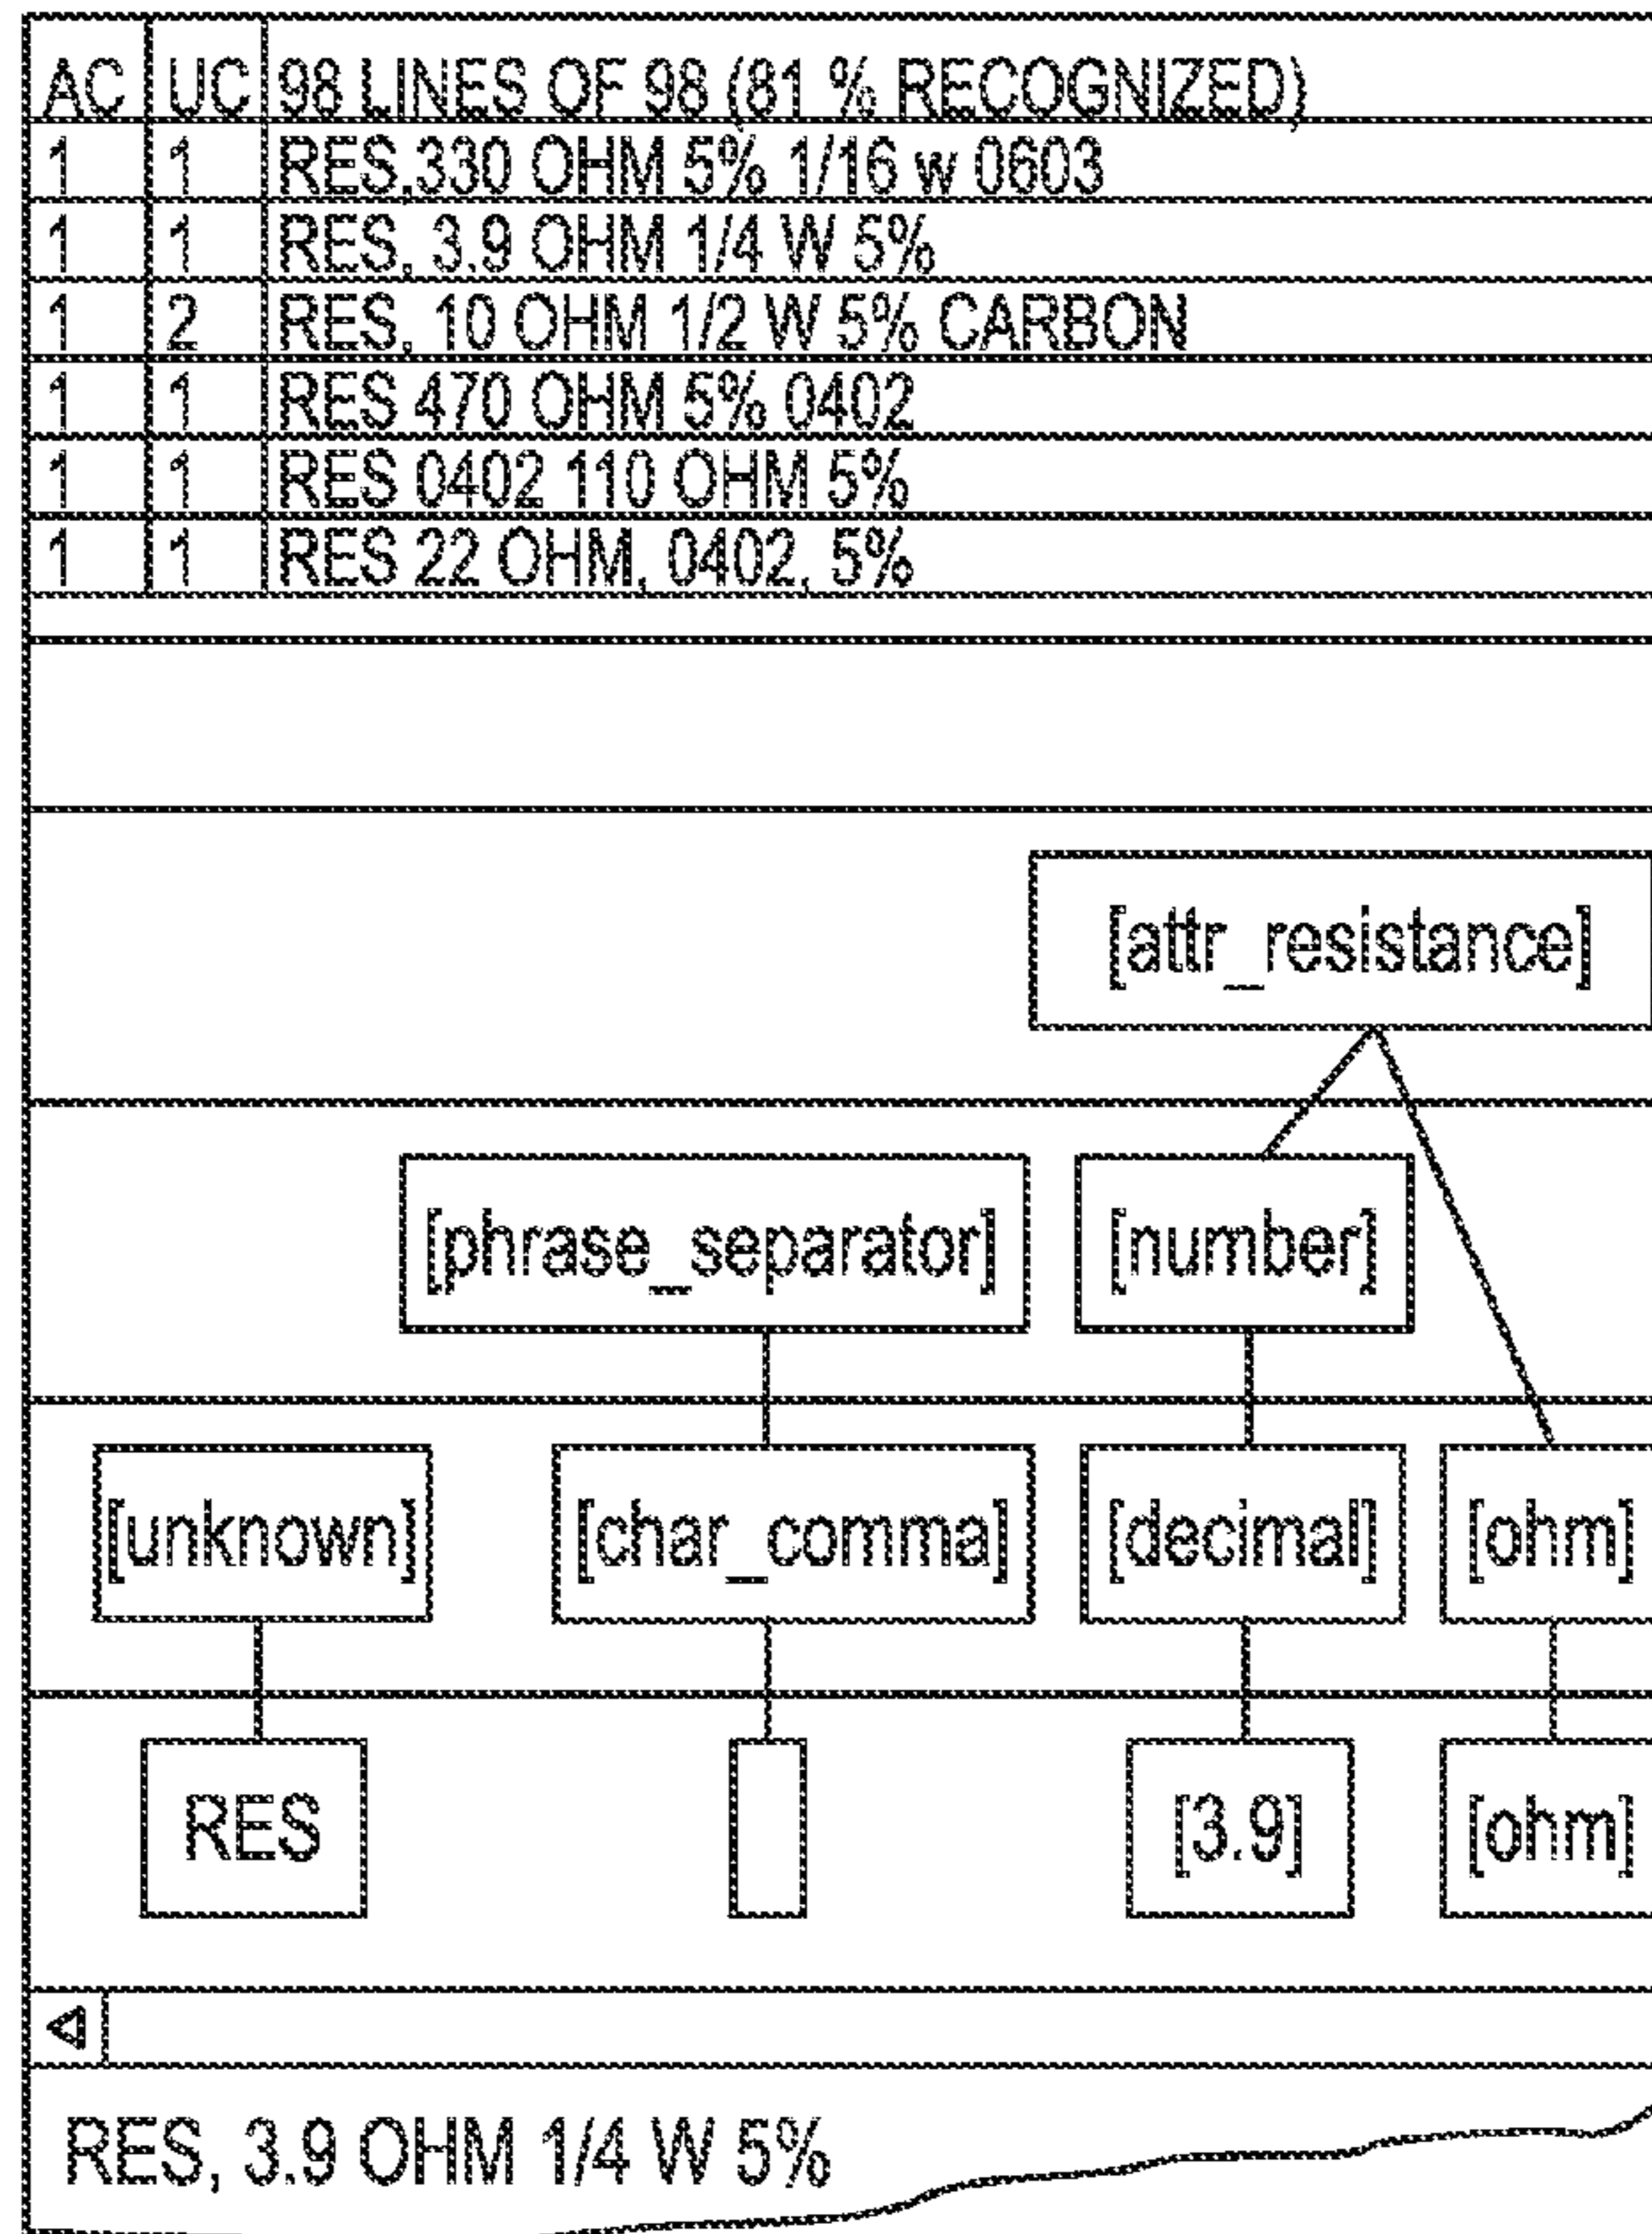 AC UC 98 LINES OF 98 (81 % RECOGNIZED)
1 1 RES,330 OHM 5% 1/16 w 0603
1 1 RES, 3.9 OHM 1/4 W 5%
1 2 RES, 10 OHM 1/2 W 5% CARBON
1 1 RES 470 OHM 5% 0402
1 1 RES 0402 110 OHM 5%
1 1 RES 22 OHM, 0402, 5%
[attr_resistance]
[phrase_separator] [number]
[unknown] [char_comma] [decimal] [ohm]
RES [3.9] [ohm]
RES, 3.9 OHM 1/4 W 5%